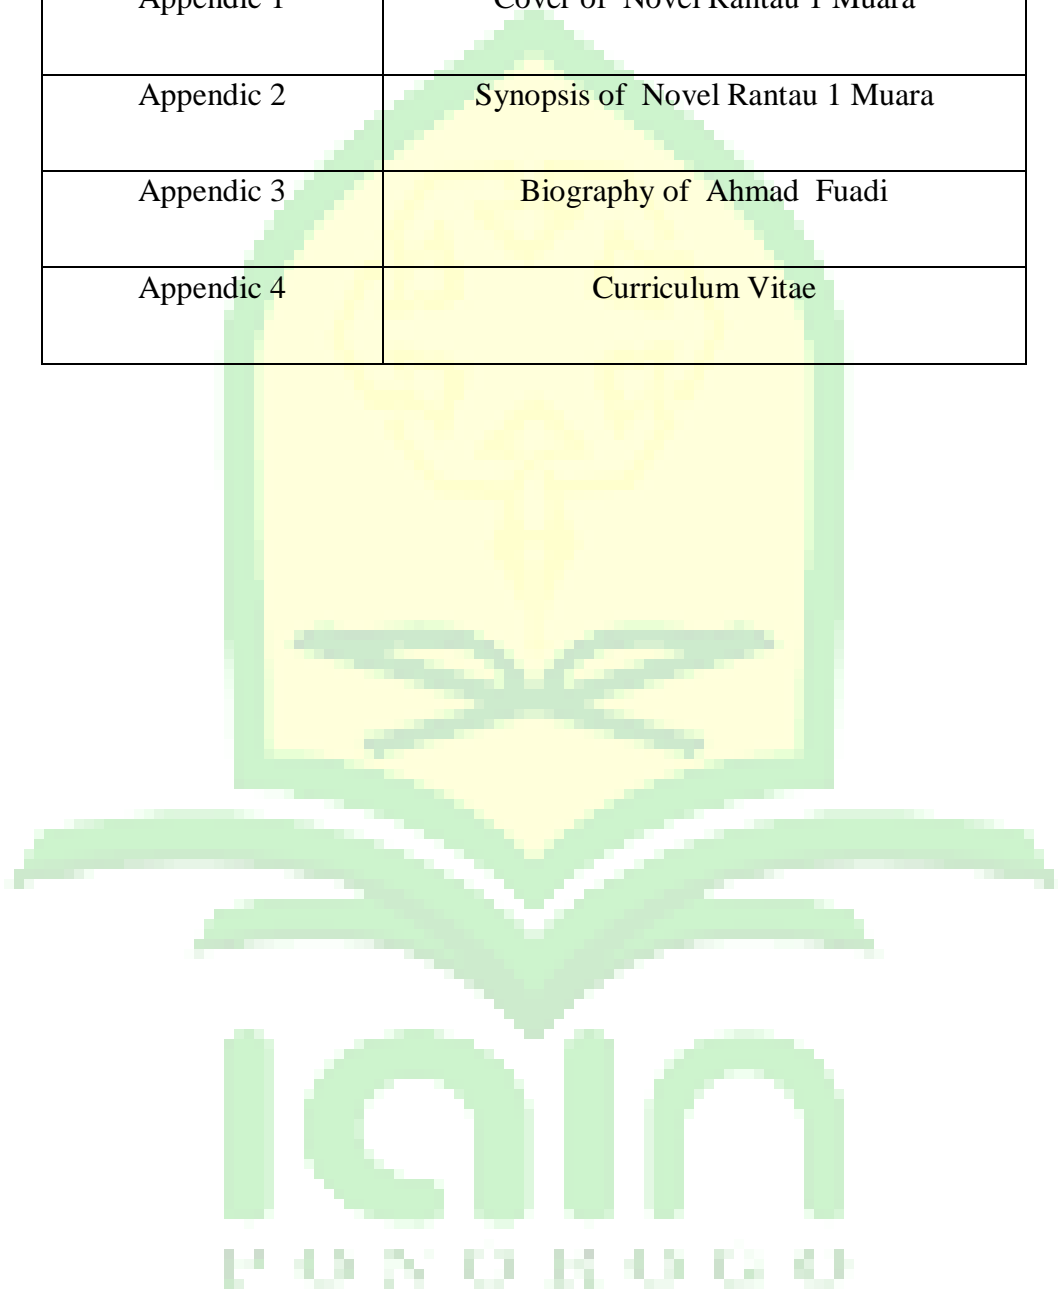 Appendic 1 Cover of Novel Rantau 1 Muara
Appendic 2 Synopsis of Novel Rantau 1 Muara
Appendic 3 Biography of Ahmad Fuadi
Appendic 4 Curriculum Vitae
iain
PONOROGO